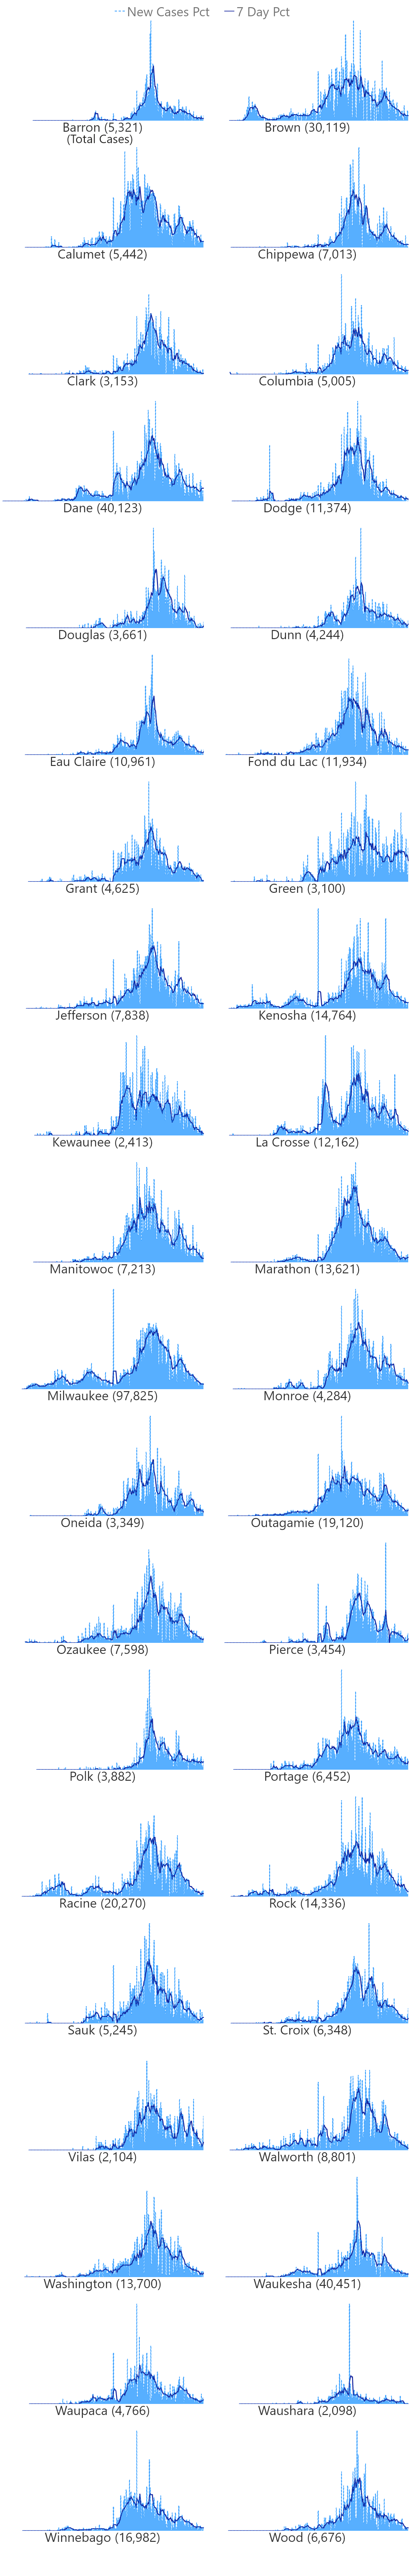 New Cases Pct 7 Day Pct
Barron (5,321)
(Total Cases)
Brown (30,119)
Calumet (5,442)
Chippewa (7,013)
Clark (3,153)
Columbia (5,005)
Dane (40,123)
Dodge (11,374)
Douglas (3,661)
Dunn (4,244)
Eau Claire (10,961)
Fond du Lac (11,934)
Grant (4,625)
Green (3,100)
Jefferson (7,838)
Kenosha (14,764)
Kewaunee (2,413)
La Crosse (12,162)
Manitowoc (7,213)
Marathon (13,621)
Milwaukee (97,825)
Monroe (4,284)
Oneida (3,349)
Outagamie (19,120)
Ozaukee (7,598)
Pierce (3,454)
Polk (3,882)
Portage (6,452)
Racine (20,270)
Rock (14,336)
Sauk (5,245)
St. Croix (6,348)
Vilas (2,104)
Walworth (8,801)
Washington (13,700)
Waukesha (40,451)
Waupaca (4,766)
Waushara (2,098)
Winnebago (16,982)
Wood (6,676)